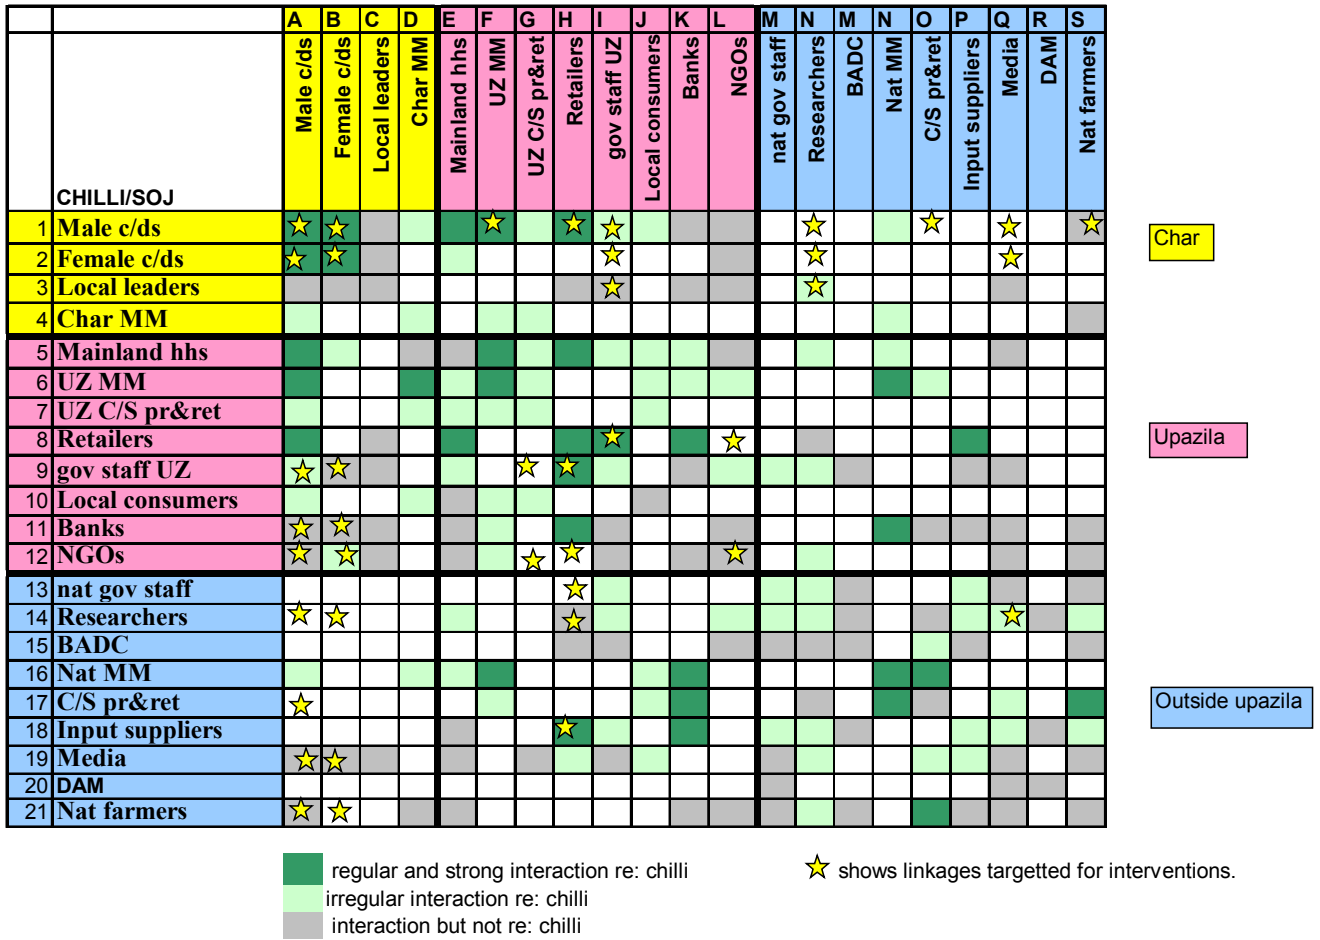 A B C D E F G H I J K L M N M N O P Q R S
CHILLI/SOJ Male c/ds Female c/ds Local leaders Char MM Mainland hhs UZ MM UZ C/S pr&ret Retailers gov staff UZ Local consumers Banks NGOs nat gov staff Researchers BADC Nat MM C/S pr&ret Input suppliers Media DAM Nat farmers
1 Male c/ds
2 Female c/ds
3 Local leaders
4 Char MM
5 Mainland hhs
6 UZ MM
7 UZ C/S pr&ret
8 Retailers
9 gov staff UZ
10 Local consumers
11 Banks
12 NGOs
13 nat gov staff
14 Researchers
15 BADC
16 Nat MM
17 C/S pr&ret
18 Input suppliers
19 Media
20 DAM
21 Nat farmers
Char
Upazila
Outside upazila
regular and strong interaction re: chilli
irregular interaction re: chilli
interaction but not re: chilli
shows linkages targetted for interventions.